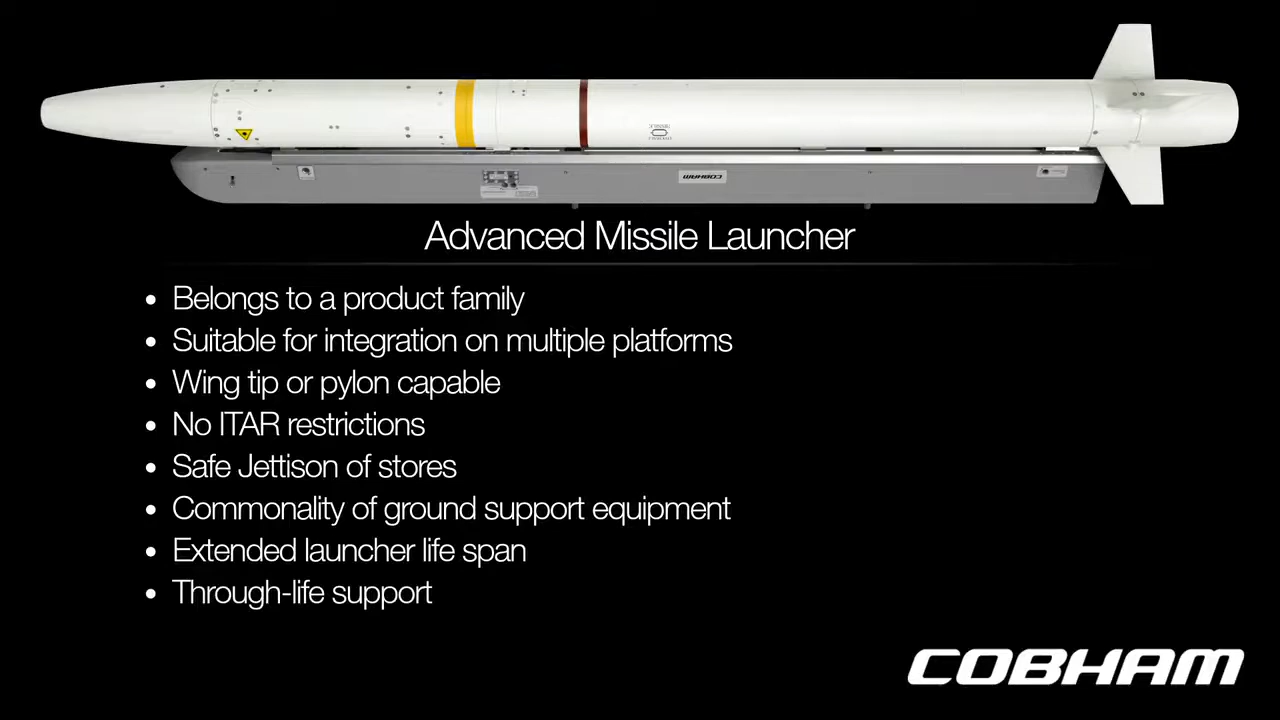 COBHAM
Advanced Missile Launcher
• Belongs to a product family
• Suitable for integration on multiple platforms
• Wing tip or pylon capable
• No ITAR restrictions
• Safe Jettison of stores
• Commonality of ground support equipment
• Extended launcher life span
• Through-life support
COBHAM